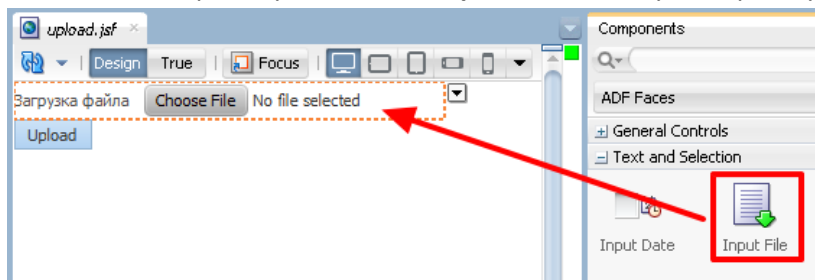 upload.jsf
Components
Design True Focus
ADF Faces
Загрузка файла Choose File No file selected
General Controls
Upload
Text and Selection
Input Date Input File